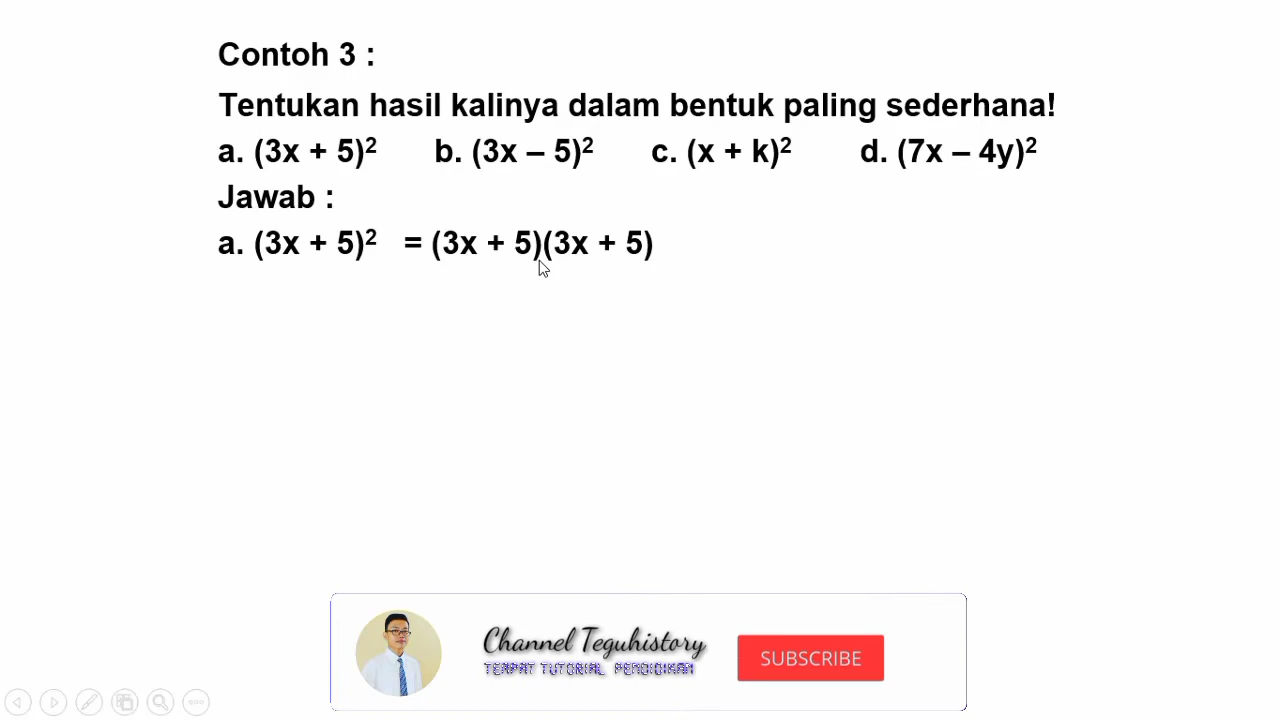 Contoh 3 :
Tentukan hasil kalinya dalam bentuk paling sederhana!
a. (3x + 5)² b. (3x – 5)² c. (x + k)² d. (7x – 4y)²
Jawab :
a. (3x + 5)² = (3x + 5)(3x + 5)
Channel Teguhistory
TEMPAT TUTORIAL PENDIDIKAN
SUBSCRIBE